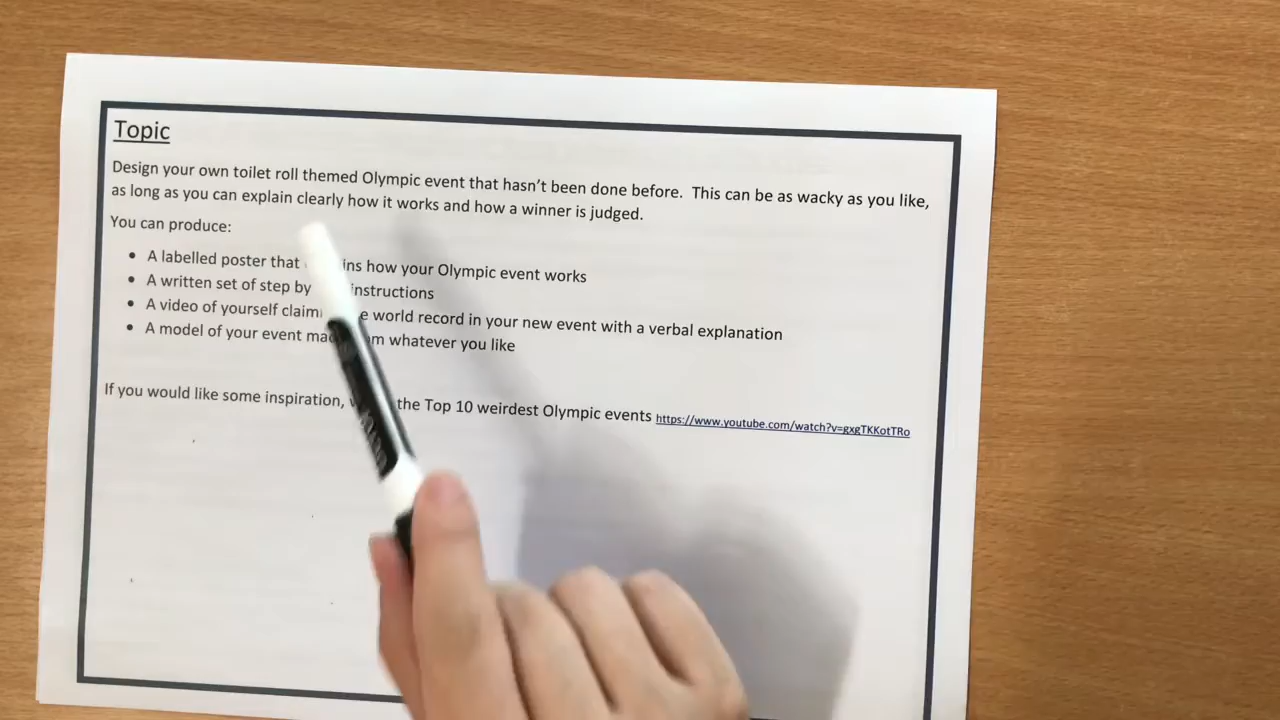 Topic
Design your own toilet roll themed Olympic event that hasn't been done before. This can be as wacky as you like,
as long as you can explain clearly how it works and how a winner is judged.
You can produce:
• A labelled poster that ins how your Olympic event works
• A written set of step by instructions
• A video of yourself claim e world record in your new event with a verbal explanation
• A model of your event ma m whatever you like
If you would like some inspiration, the Top 10 weirdest Olympic events https://www.youtube.com/watch?v=gxgTKKotTRo